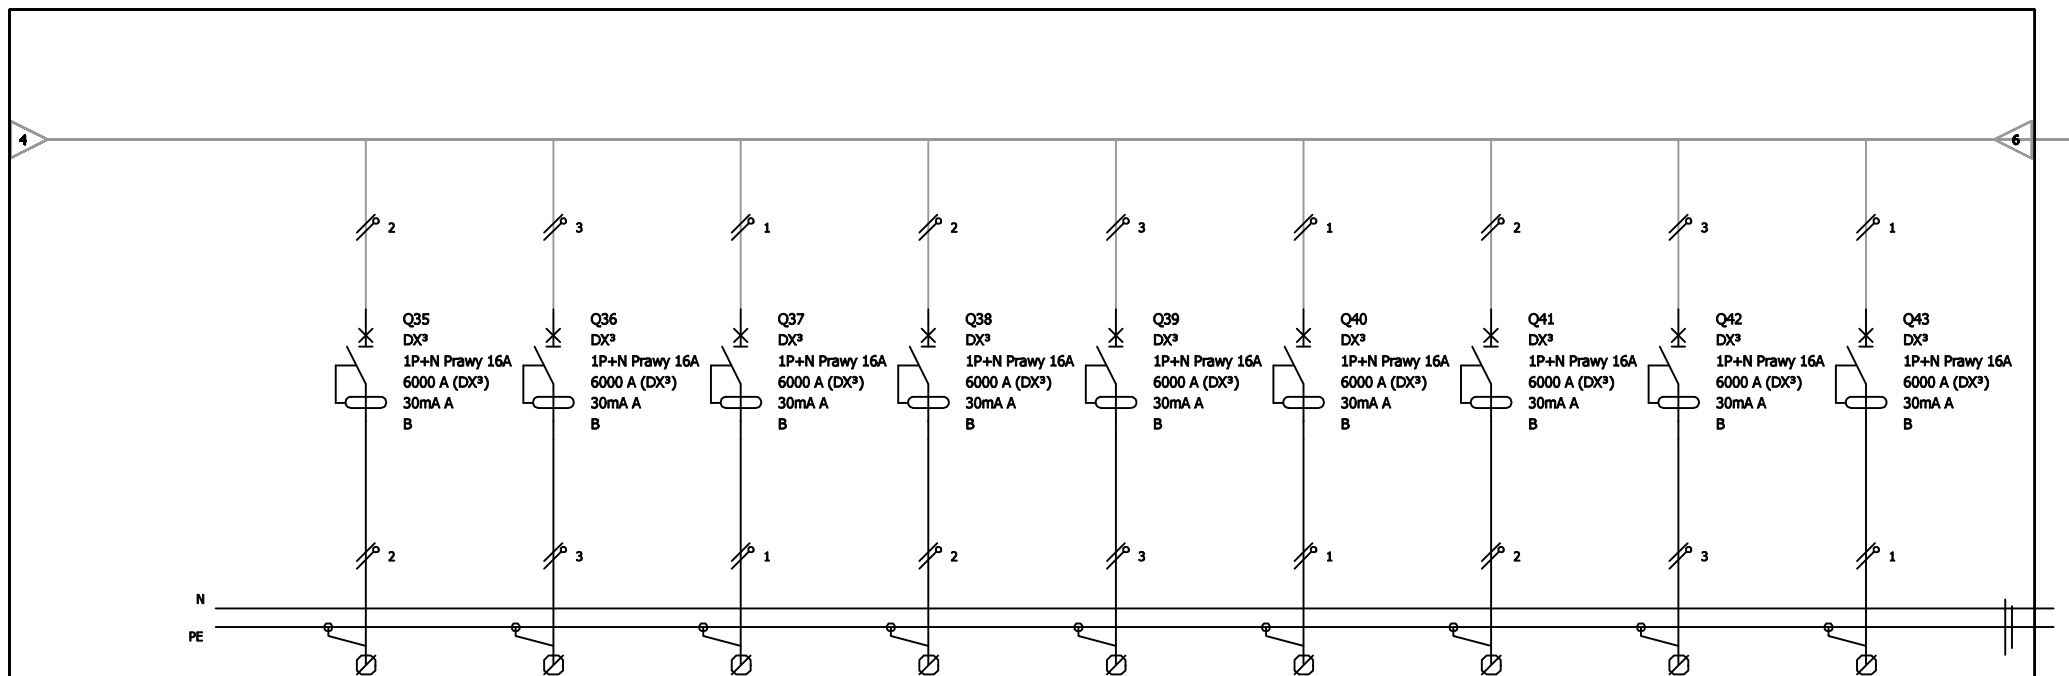 4
6
2
3
1
2
3
1
2
3
1
Q35
DX³
1P+N Prawy 16A
6000 A (DX³)
30mA A
B
Q36
DX³
1P+N Prawy 16A
6000 A (DX³)
30mA A
B
Q37
DX³
1P+N Prawy 16A
6000 A (DX³)
30mA A
B
Q38
DX³
1P+N Prawy 16A
6000 A (DX³)
30mA A
B
Q39
DX³
1P+N Prawy 16A
6000 A (DX³)
30mA A
B
Q40
DX³
1P+N Prawy 16A
6000 A (DX³)
30mA A
B
Q41
DX³
1P+N Prawy 16A
6000 A (DX³)
30mA A
B
Q42
DX³
1P+N Prawy 16A
6000 A (DX³)
30mA A
B
Q43
DX³
1P+N Prawy 16A
6000 A (DX³)
30mA A
B
2
3
1
2
3
1
2
3
1
N
PE